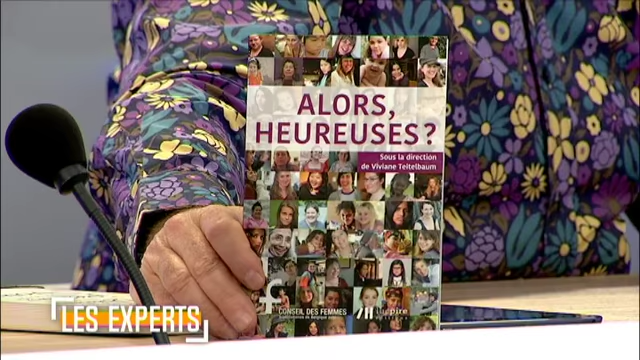 ALORS,
HEUREUSES ?
Sous la direction
de Viviane Teitelbaum
CONSEIL DES FEMMES
LES EXPERTS